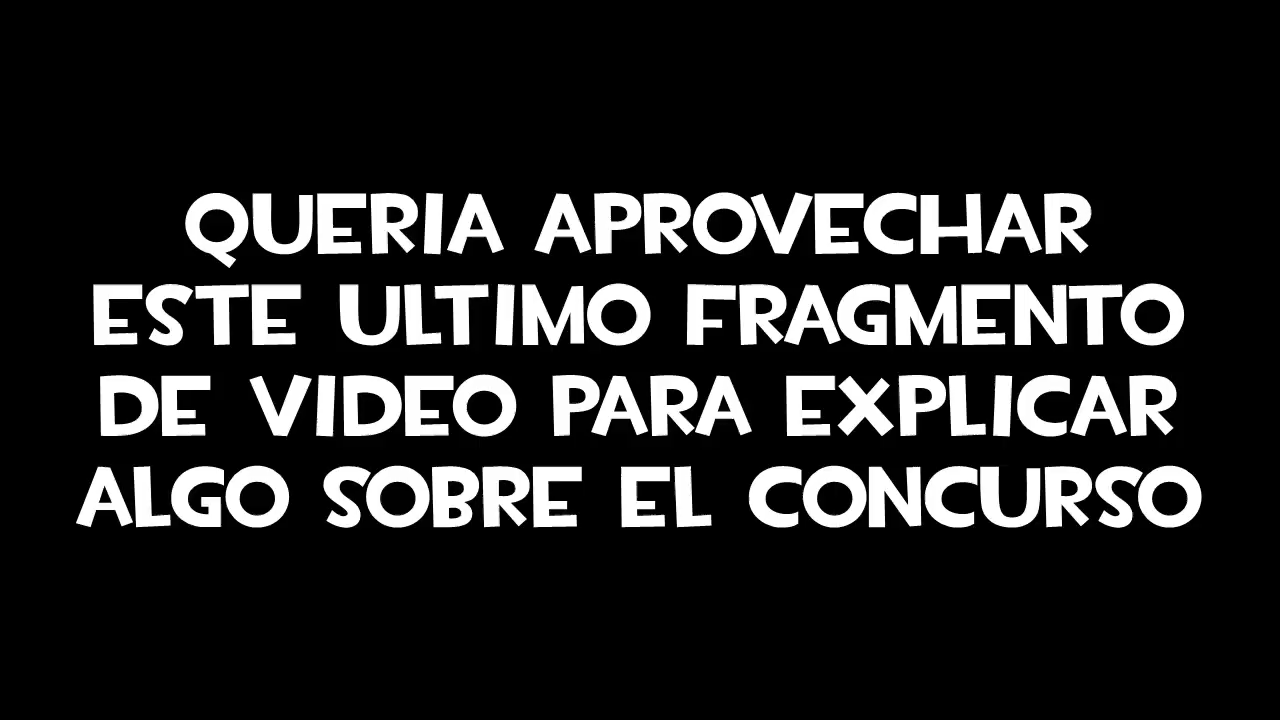 QUERIA APROVECHAR
ESTE ULTIMO FRAGMENTO
DE VIDEO PARA EXPLICAR
ALGO SOBRE EL CONCURSO